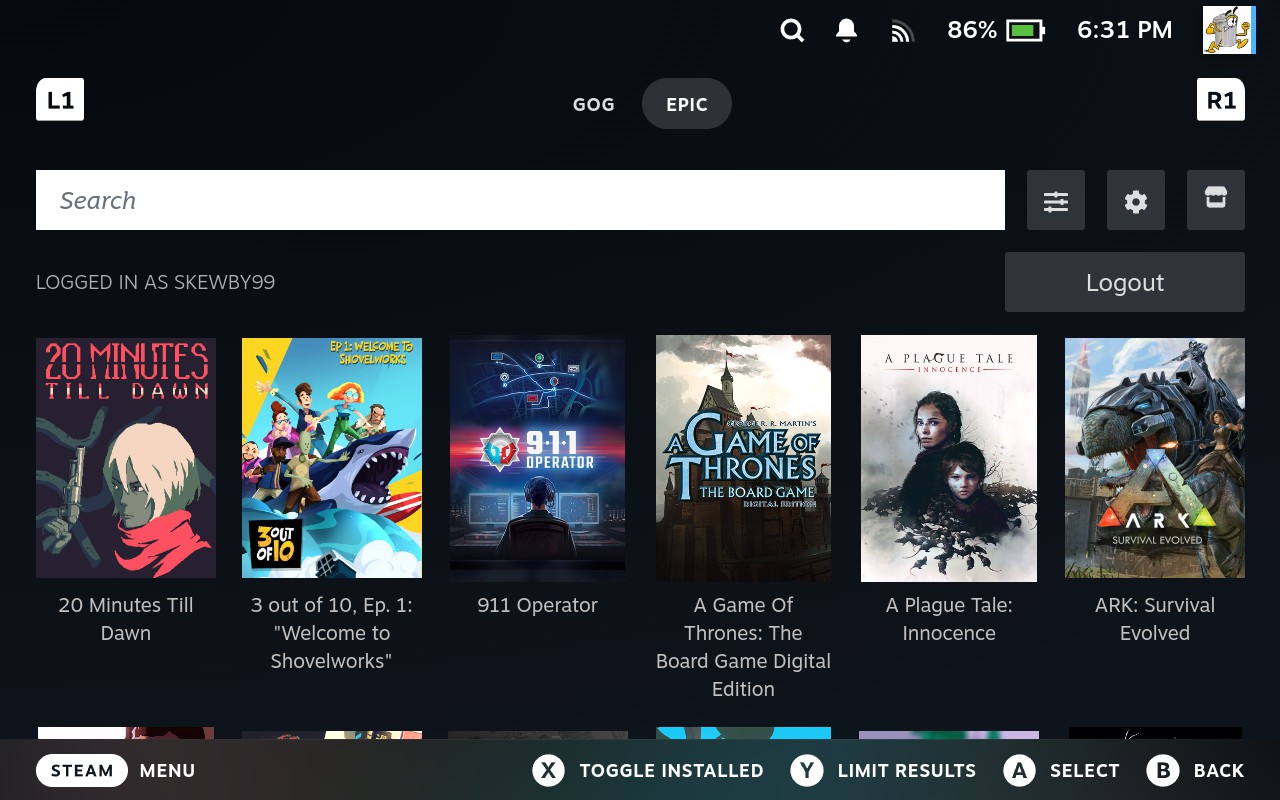 86%
6:31 PM
L1
GOG
EPIC
R1
Search
LOGGED IN AS SKEWBY99
Logout
20 MINUTES
TILL DAWN
EP 1: WELCOME TO
SHOVELWORKS
3 OUT
OF 10
9-1-1
OPERATOR
GEORGE R. R. MARTIN'S
A GAME OF
THRONES
THE BOARD GAME
DIGITAL EDITION
A PLAGUE TALE
INNOCENCE
ARK
SURVIVAL EVOLVED
20 Minutes Till
Dawn
3 out of 10, Ep. 1:
"Welcome to
Shovelworks"
911 Operator
A Game Of
Thrones: The
Board Game Digital
Edition
A Plague Tale:
Innocence
ARK: Survival
Evolved
STEAM
MENU
X
TOGGLE INSTALLED
Y
LIMIT RESULTS
A
SELECT
B
BACK